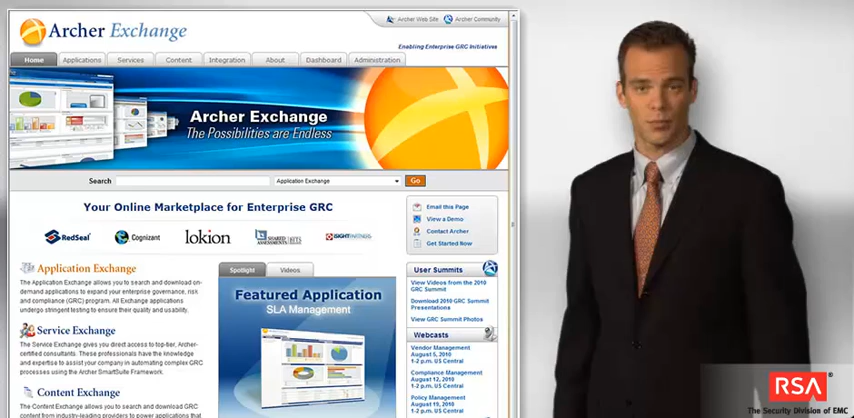 Archer Exchange
Archer Web Site
Archer Community
Enabling Enterprise GRC Initiatives
Home
Applications
Services
Content
Integration
About
Dashboard
Administration
Archer Exchange
The Possibilities are Endless
Search
Application Exchange
Go
Your Online Marketplace for Enterprise GRC
RedSeal
Cognizant
lokion
SHARED
ASSESSMENTS
iSIGHTPARTNERS
Email this Page
View a Demo
Contact Archer
Get Started Now
Application Exchange
The Application Exchange allows you to search and download on-
demand applications to expand your enterprise governance, risk
and compliance (GRC) program. All Exchange applications
undergo stringent testing to ensure their quality and usability.
Service Exchange
The Service Exchange gives you direct access to top-tier, Archer-
certified consultants. These professionals have the knowledge
and expertise to assist your company in automating complex GRC
processes using the Archer SmartSuite Framework.
Content Exchange
The Content Exchange allows you to search and download GRC
content from industry-leading providers to power applications that
Spotlight
Videos
Featured Application
SLA Management
User Summits
View Videos from the 2010
GRC Summit
Download 2010 GRC Summit
Presentations
View GRC Summit Photos
Webcasts
Vendor Management
August 5, 2010
1-2 p.m. US Central
Compliance Management
August 12, 2010
1-2 p.m. US Central
Policy Management
August 19, 2010
1-2 p.m. US Central
RSA®
The Security Division of EMC